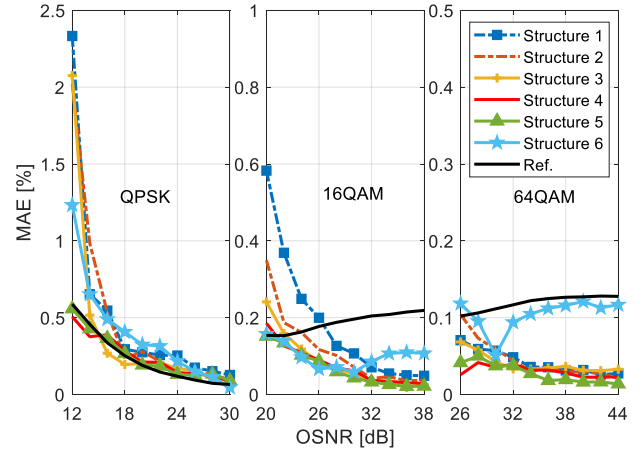 MAE [%]
3
2.5
2
1.5
1
0.5
0
12
18
24
30
QPSK
1
0.8
0.6
0.4
0.2
0
20
26
32
38
16QAM
0.5
0.4
0.3
0.2
0.1
0
26
32
38
44
64QAM
Structure 1
Structure 2
Structure 3
Structure 4
Structure 5
Structure 6
Ref.
OSNR [dB]